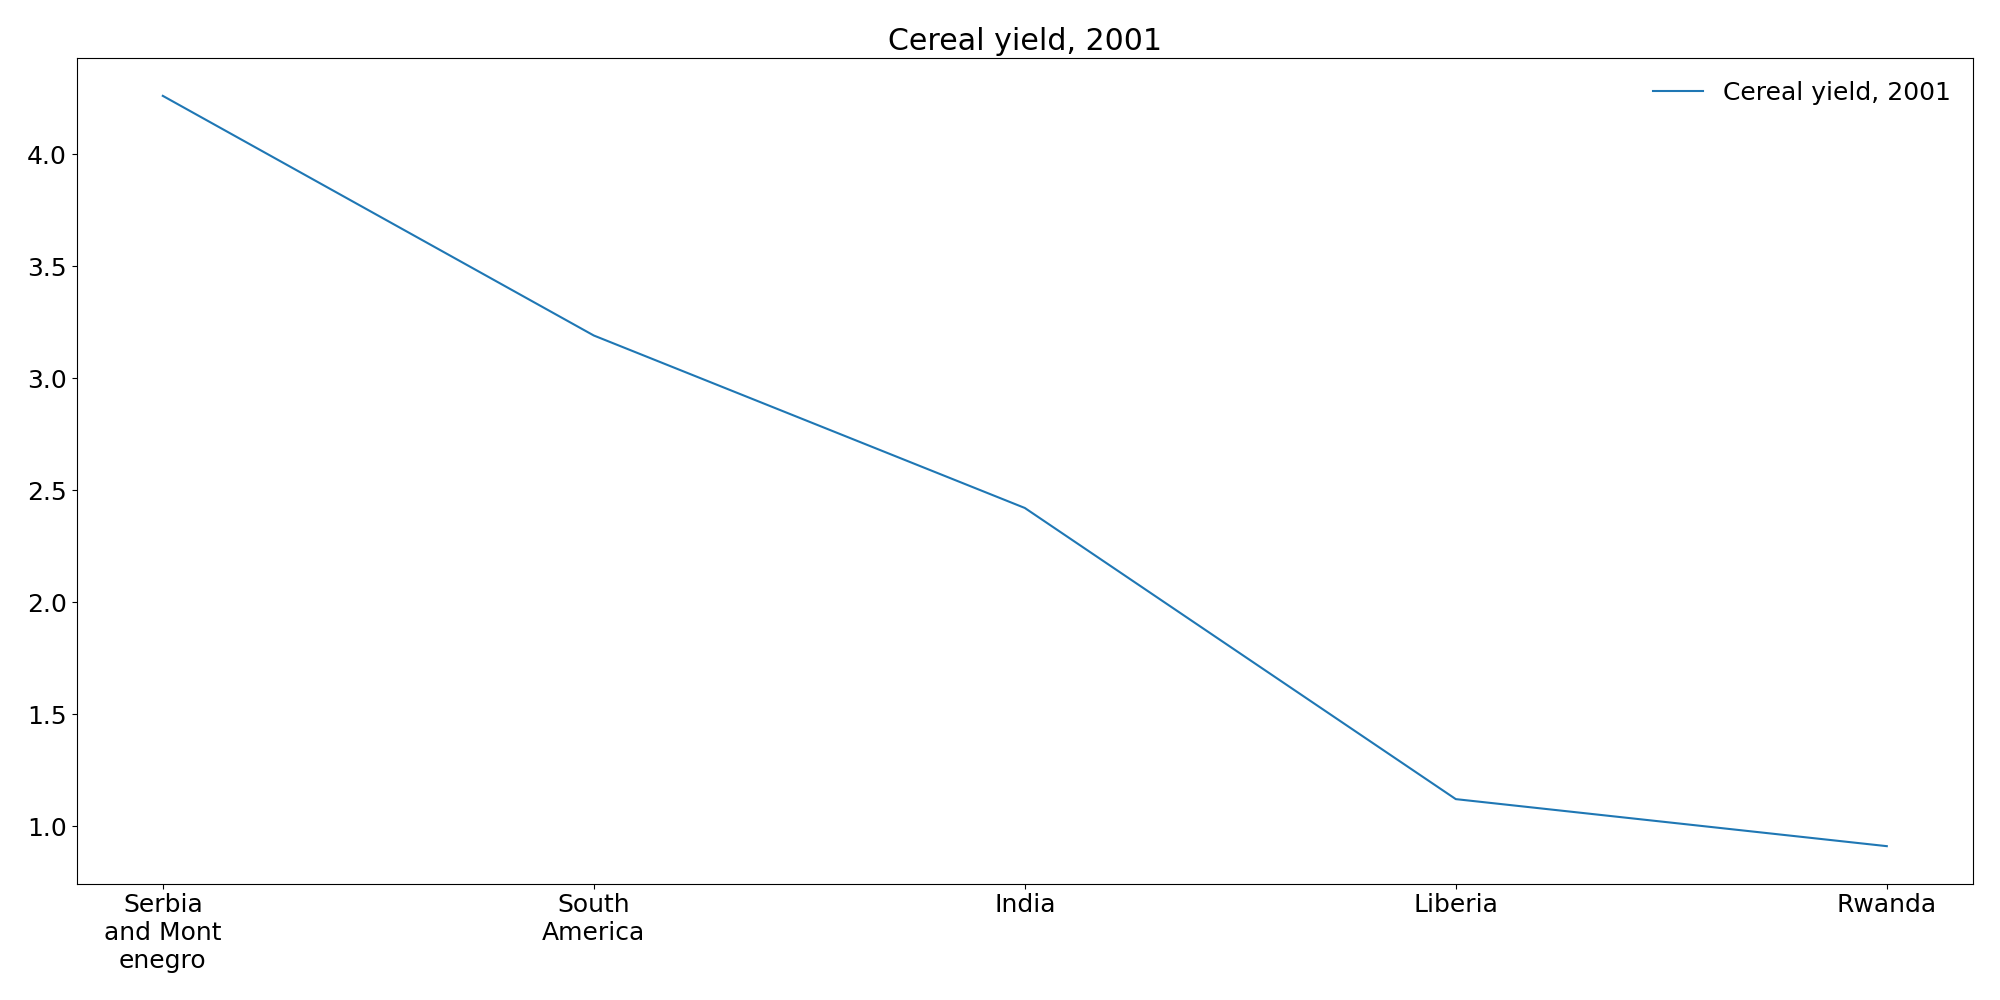 Cereal yield, 2001
Cereal yield, 2001
4.0
3.5
3.0
2.5
2.0
1.5
1.0
Serbia
and Mont
enegro
South
America
India
Liberia
Rwanda